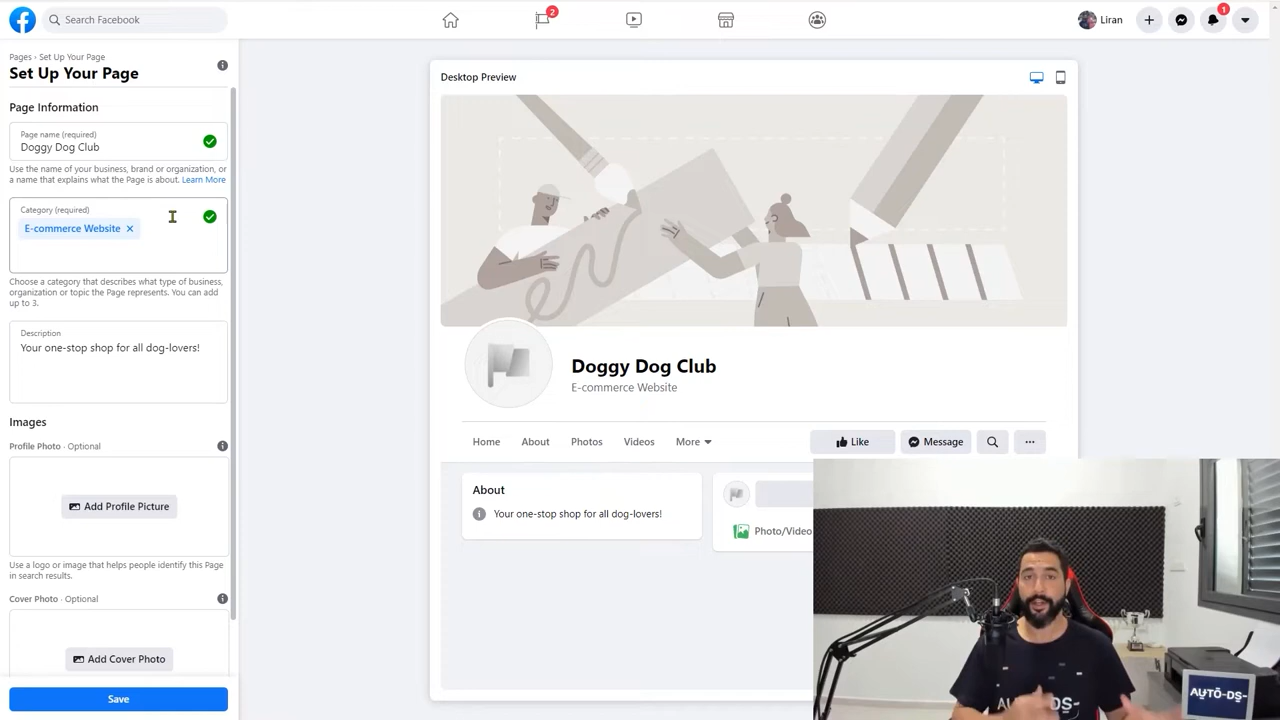 Search Facebook
2
Liran
1
Pages › Set Up Your Page
Set Up Your Page
Page Information
Page name (required)
Doggy Dog Club
Use the name of your business, brand or organization, or
a name that explains what the Page is about. Learn More
Category (required)
E-commerce Website
Choose a category that describes what type of business,
organization or topic the Page represents. You can add
up to 3.
Description
Your one-stop shop for all dog-lovers!
Images
Profile Photo · Optional
Add Profile Picture
Use a logo or image that helps people identify this Page
in search results.
Cover Photo · Optional
Add Cover Photo
Save
Desktop Preview
Doggy Dog Club
E-commerce Website
Home About Photos Videos More
Like
Message
About
Your one-stop shop for all dog-lovers!
Photo/Video
AUTO-DS-
AUTO-DS-